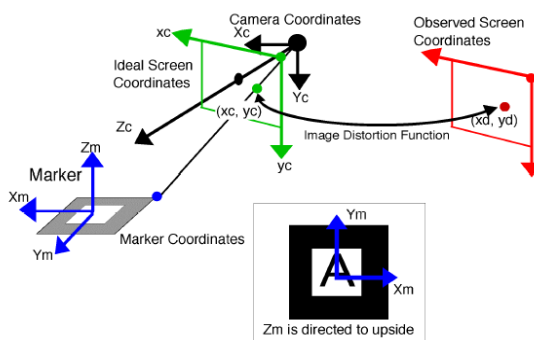 Camera Coordinates
Observed Screen
Coordinates
xc
Xc
Ideal Screen
Coordinates
Yc
(xc, yc)
(xd, yd)
Zc
Image Distortion Function
Zm
Marker
yc
yd
Xm
Ym
Marker Coordinates
Ym
A
Xm
Zm is directed to upside